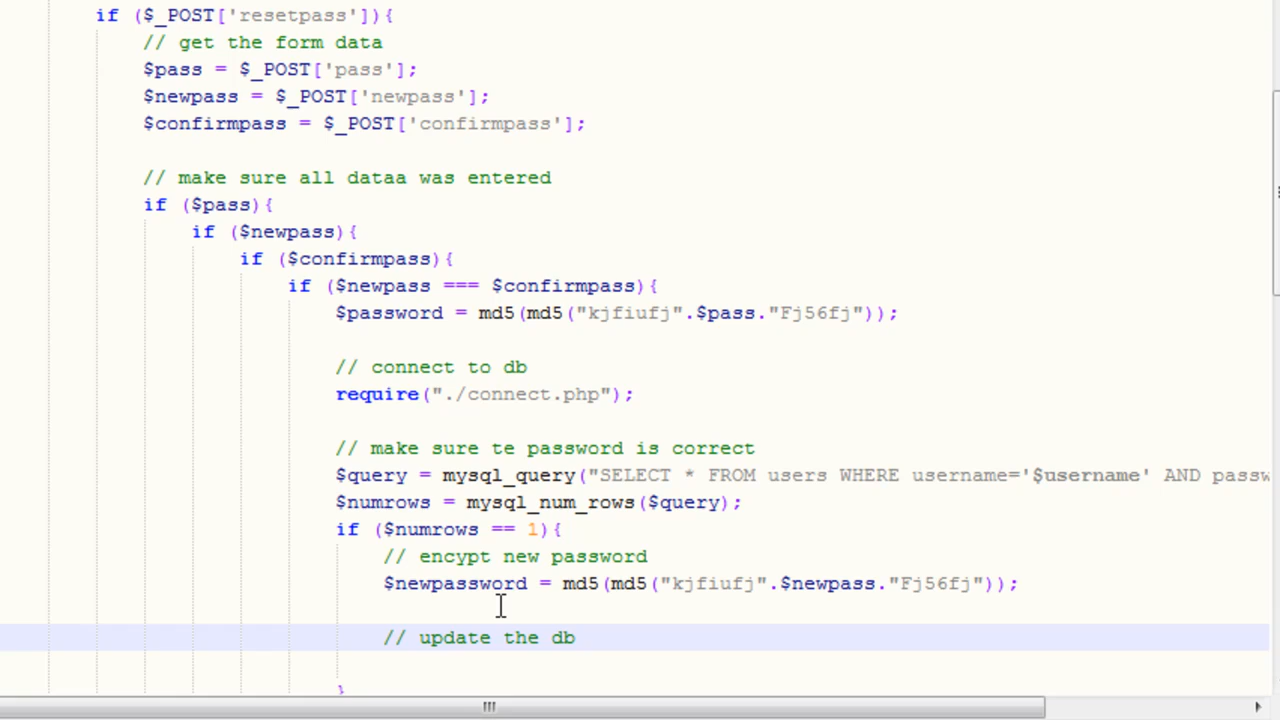 if ($_POST['resetpass']){
// get the form data
$pass = $_POST['pass'];
$newpass = $_POST['newpass'];
$confirmpass = $_POST['confirmpass'];
// make sure all dataa was entered
if ($pass){
if ($newpass){
if ($confirmpass){
if ($newpass === $confirmpass){
$password = md5(md5("kjfiufj".$pass."Fj56fj"));
// connect to db
require("./connect.php");
// make sure te password is correct
$query = mysql_query("SELECT * FROM users WHERE username='$username' AND passw
$numrows = mysql_num_rows($query);
if ($numrows == 1){
// encypt new password
$newpassword = md5(md5("kjfiufj".$newpass."Fj56fj"));
// update the db
}